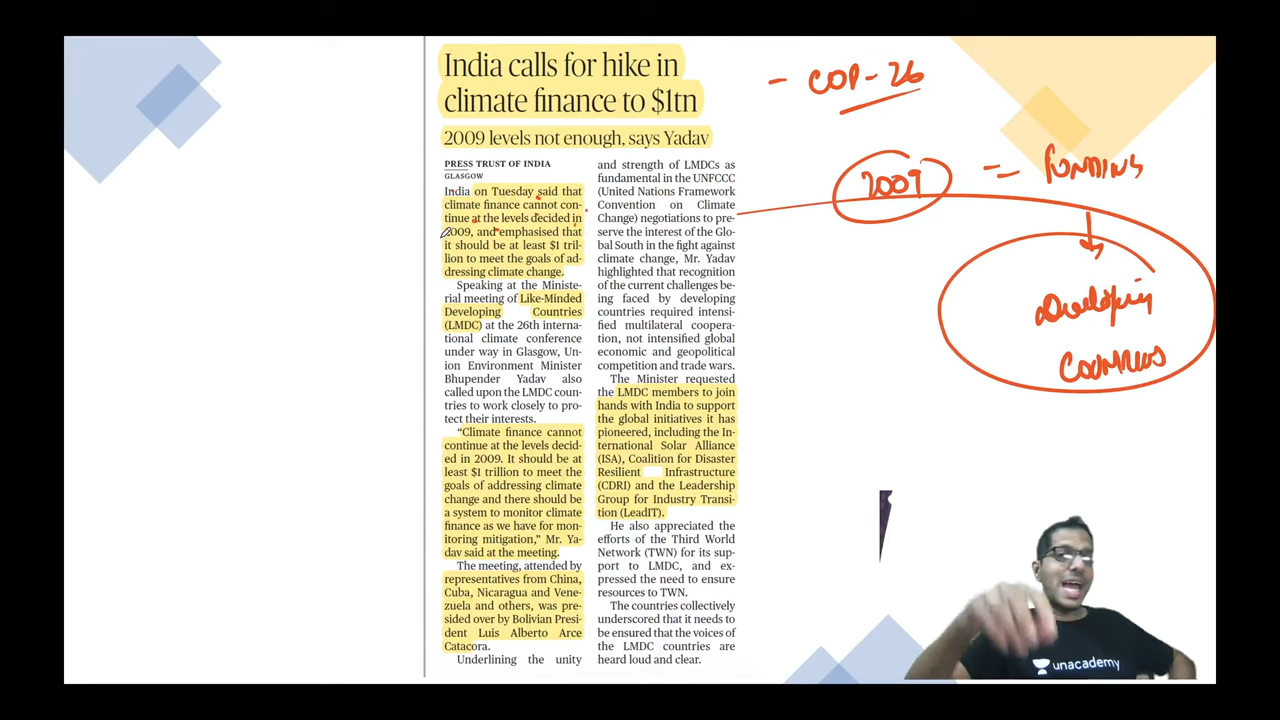 India calls for hike in
climate finance to $1tn
2009 levels not enough, says Yadav
PRESS TRUST OF INDIA
GLASGOW
India on Tuesday said that
climate finance cannot con-
tinue at the levels decided in
2009, and emphasised that
it should be at least $1 tril-
lion to meet the goals of ad-
dressing climate change.
Speaking at the Ministe-
rial meeting of Like-Minded
Developing Countries
(LMDC) at the 26th interna-
tional climate conference
under way in Glasgow, Un-
ion Environment Minister
Bhupender Yadav also
called upon the LMDC coun-
tries to work closely to pro-
tect their interests.
“Climate finance cannot
continue at the levels decid-
ed in 2009. It should be at
least $1 trillion to meet the
goals of addressing climate
change and there should be
a system to monitor climate
finance as we have for mon-
itoring mitigation,” Mr. Ya-
dav said at the meeting.
The meeting, attended by
representatives from China,
Cuba, Nicaragua and Vene-
zuela and others, was pre-
sided over by Bolivian Presi-
dent Luis Alberto Arce
Catacora.
Underlining the unity
and strength of LMDCs as
fundamental in the UNFCCC
(United Nations Framework
Convention on Climate
Change) negotiations to pre-
serve the interest of the Glo-
bal South in the fight against
climate change, Mr. Yadav
highlighted that recognition
of the current challenges be-
ing faced by developing
countries required intensi-
fied multilateral coopera-
tion, not intensified global
economic and geopolitical
competition and trade wars.
The Minister requested
the LMDC members to join
hands with India to support
the global initiatives it has
pioneered, including the In-
ternational Solar Alliance
(ISA), Coalition for Disaster
Resilient Infrastructure
(CDRI) and the Leadership
Group for Industry Transi-
tion (LeadIT).
He also appreciated the
efforts of the Third World
Network (TWN) for its sup-
port to LMDC, and ex-
pressed the need to ensure
resources to TWN.
The countries collectively
underscored that it needs to
be ensured that the voices of
the LMDC countries are
heard loud and clear.
- COP-26
2009 = FUNDING
Developing
Countries
unacademy